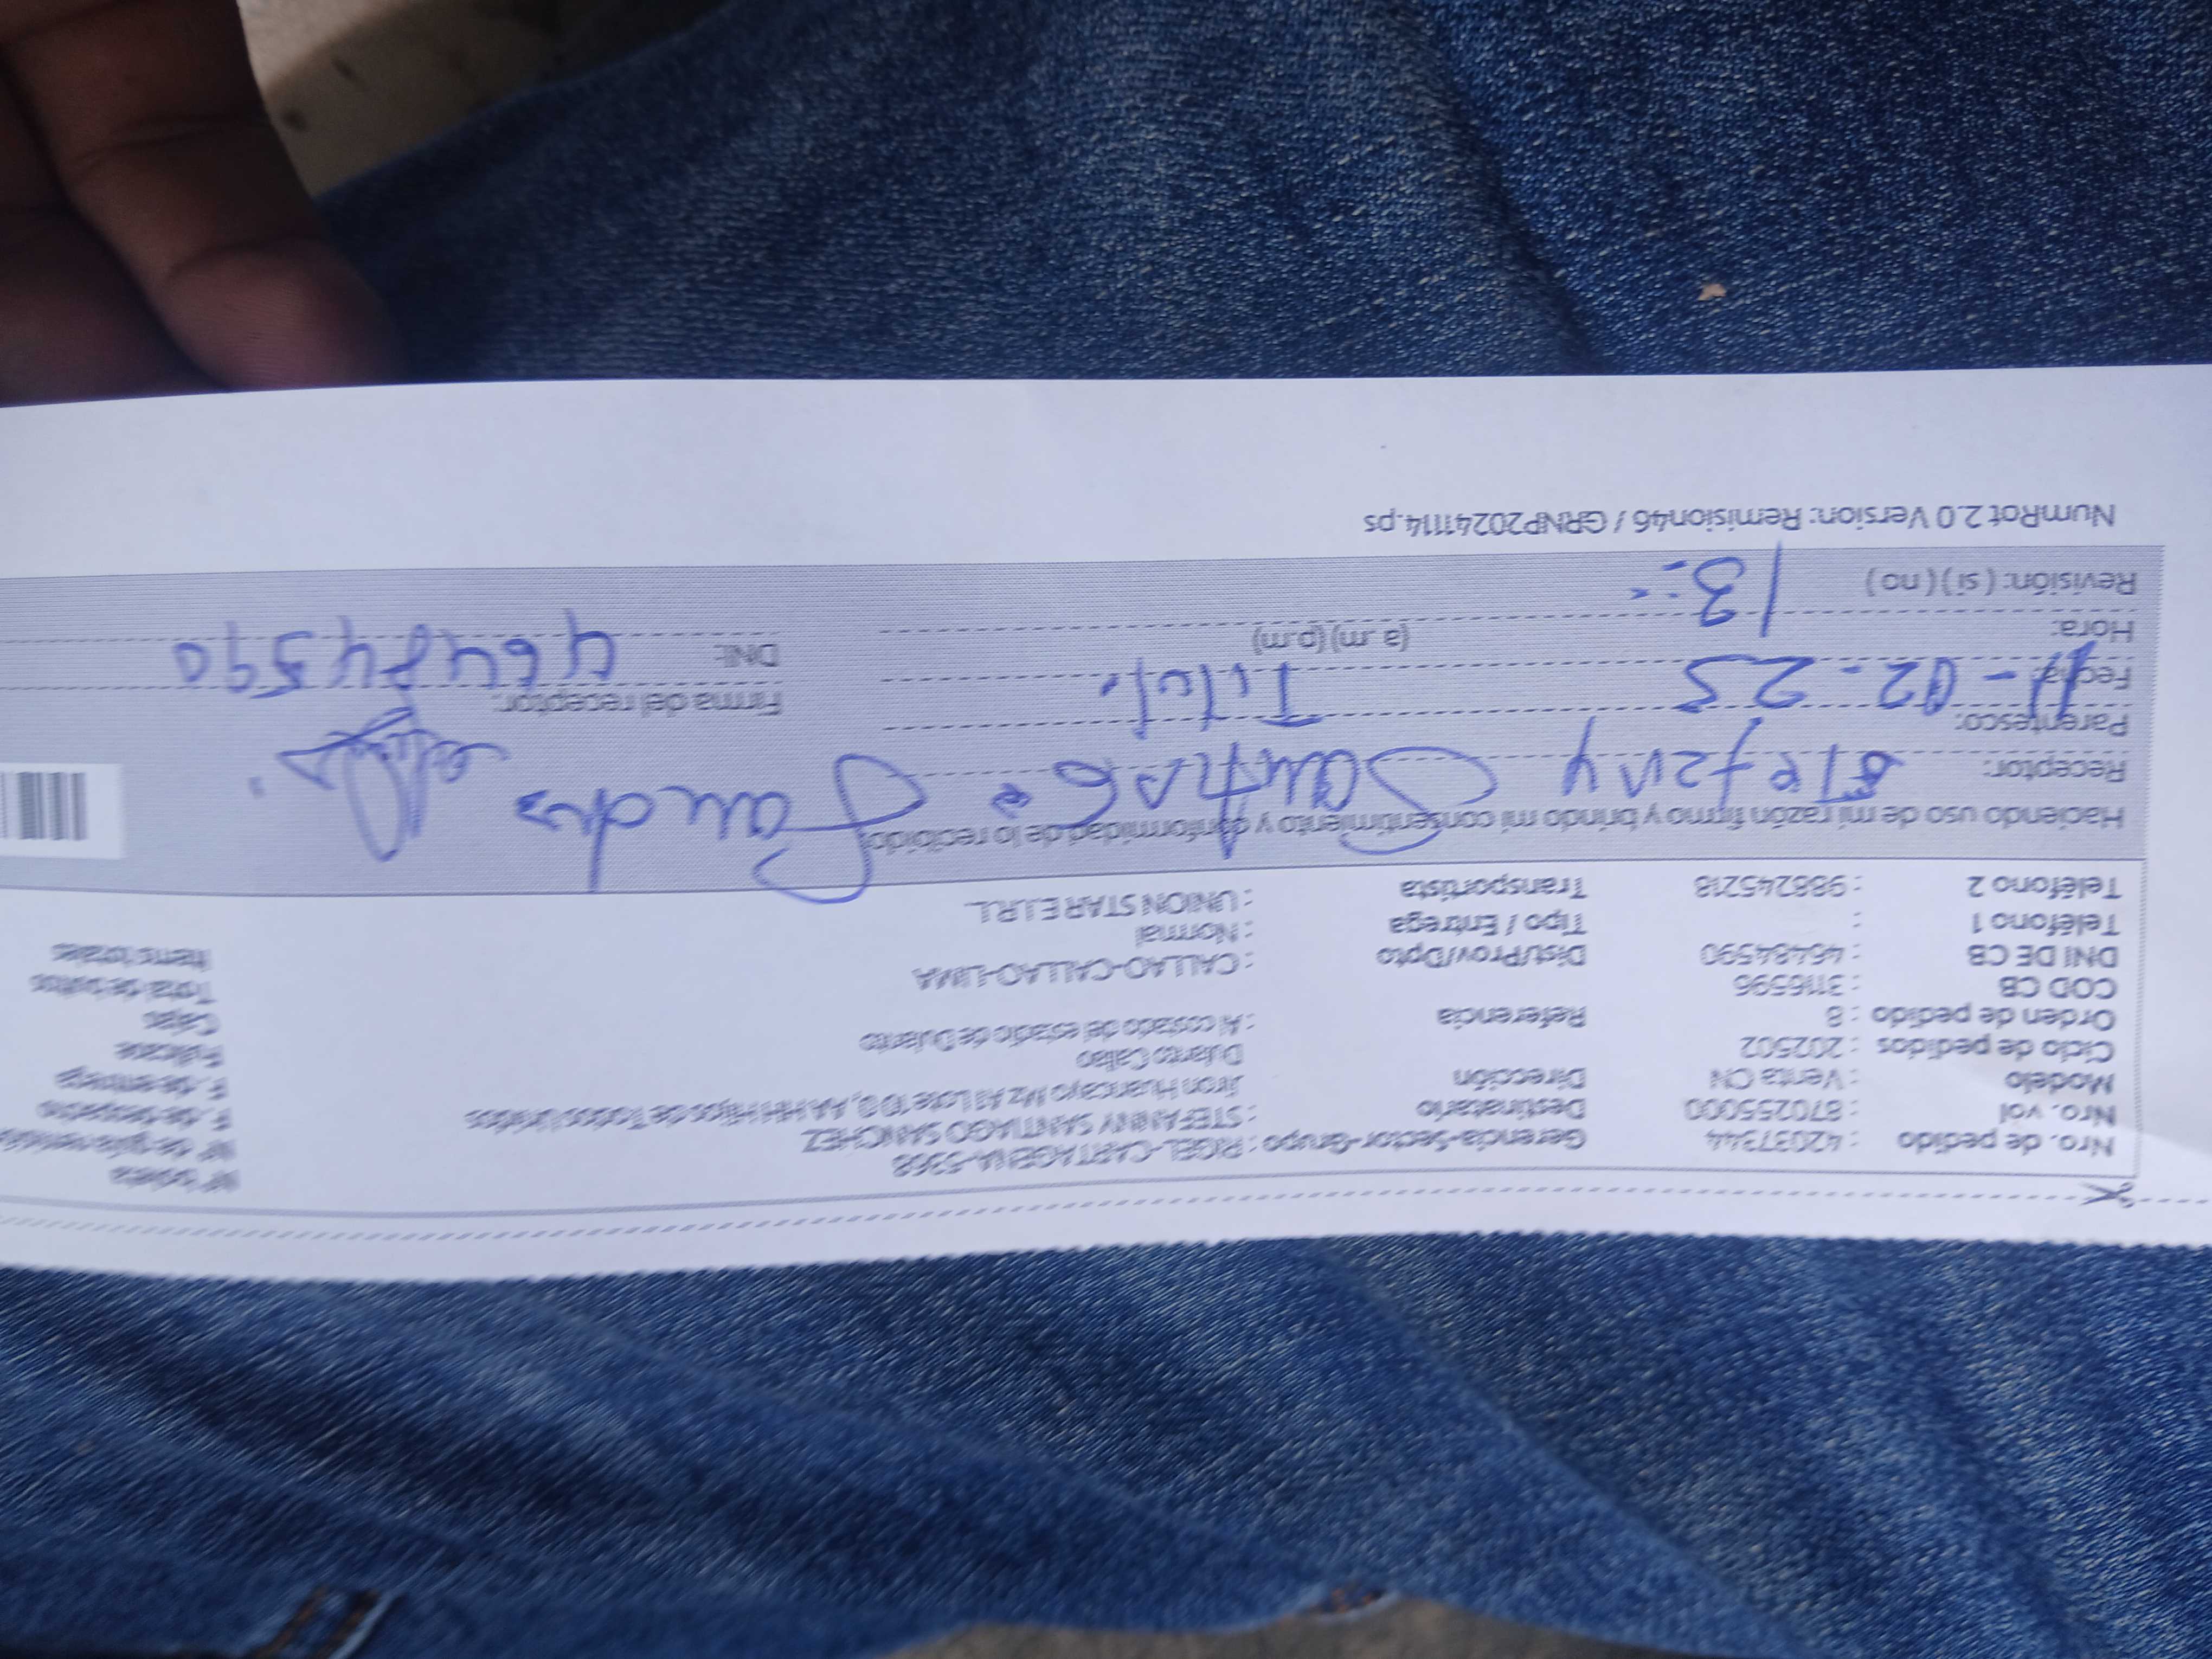 Nro. de pedido : 42037344 Gerencia-Sector-Grupo : RIGEL-CARTAGENA-5368 N° boleta
Nro. vol : 870255000 Destinatario : STEFANNY SANTIAGO SANCHEZ N° de guía remisión
Modelo : Venta CN Dirección Jiron Huancayo Mz A1 Lote 10 , AA HH Hijos de Todos Unidos F. de despacho
Dulanto Callao F. de entrega
Ciclo de pedidos : 202502 Fullcase
Orden de pedido : 8 Referencia : Al costado de estadio de Dulanto Cajas
COD CB : 3116596 Total de bultos
DNI DE CB : 46484590 Dist/Prov/Dpto : CALLAO-CALLAO-LIMA Items totales
Teléfono 1 : Tipo / Entrega : Normal
Teléfono 2 : 986245218 Transportista : UNION STAR E.I.R.L.
Haciendo uso de mi razón firmo y brindo mi consentimiento y conformidad de lo recibido
Receptor: Stefany Santiago
Parentesco: Titul. Firma del receptor:
Fecha: 11-02-25
Hora: 13:-- (a .m) (p.m) DNI: 46484590
Revisión: ( si ) ( no )
NumRot 2.0 Version: Remision46 / GRNP20241114.ps